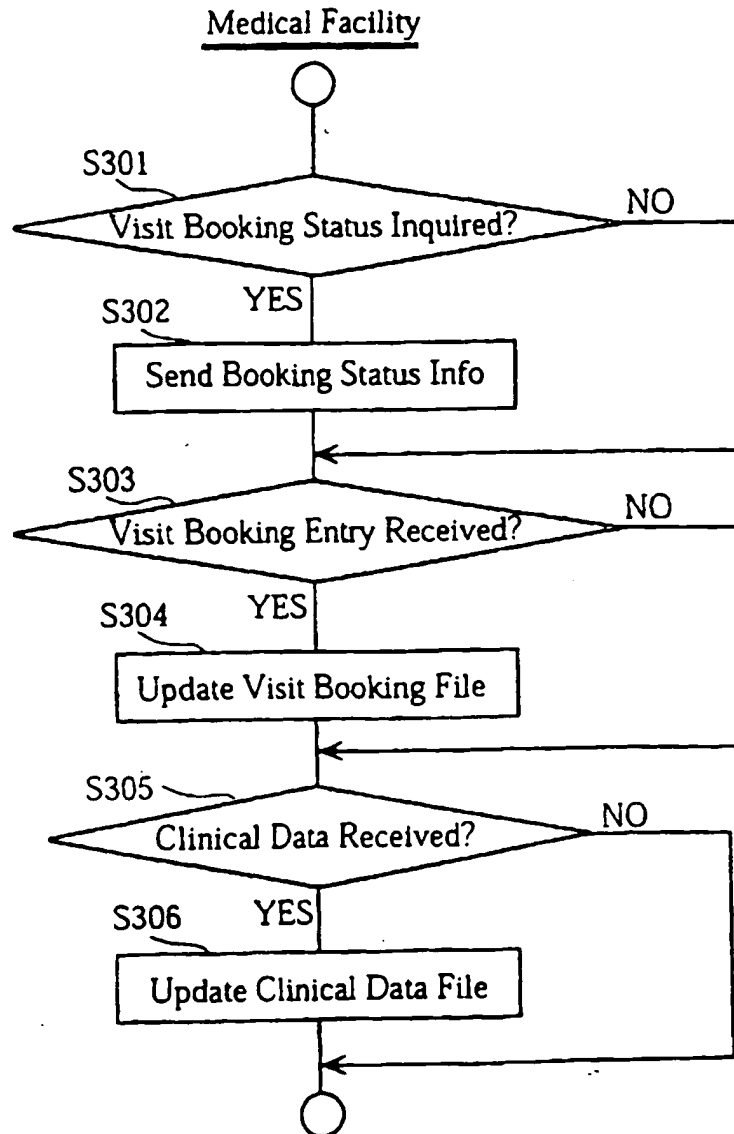 Medical Facility
S301
Visit Booking Status Inquired?
NO
YES
S302
Send Booking Status Info
S303
Visit Booking Entry Received?
NO
YES
S304
Update Visit Booking File
S305
Clinical Data Received?
NO
YES
S306
Update Clinical Data File